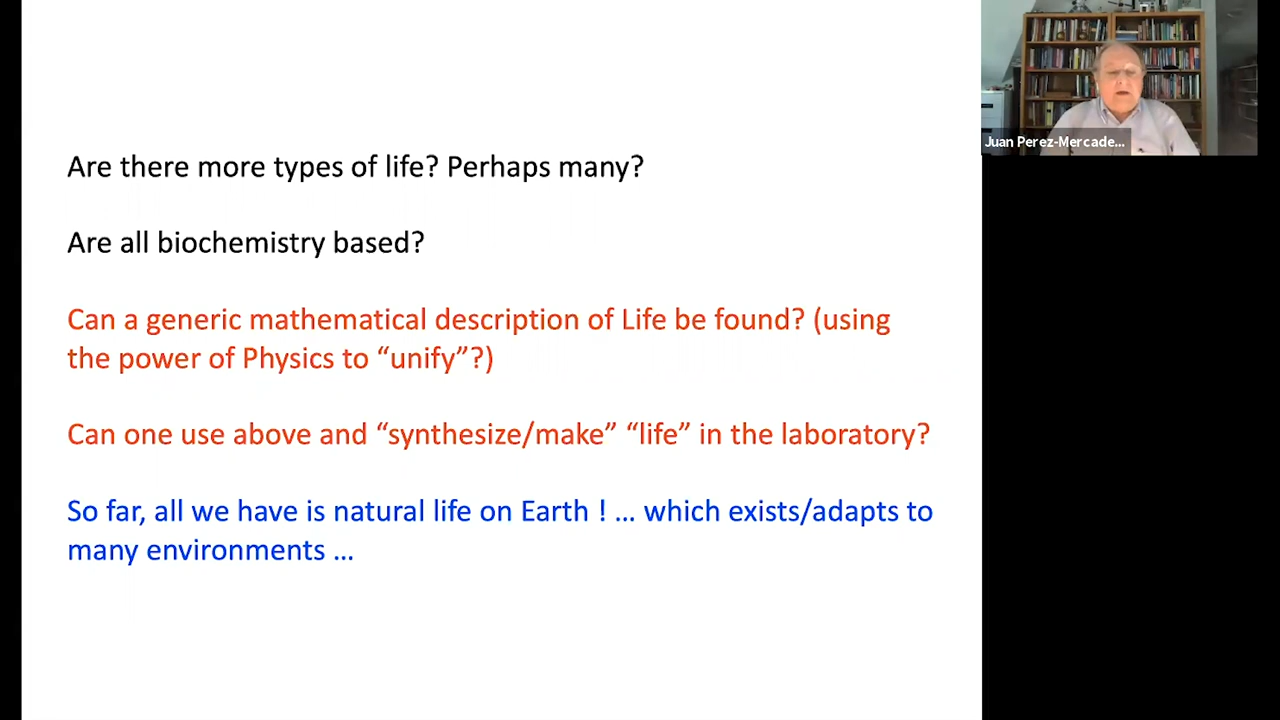 Are there more types of life? Perhaps many?
Are all biochemistry based?
Can a generic mathematical description of Life be found? (using
the power of Physics to “unify”?)
Can one use above and “synthesize/make” “life” in the laboratory?
So far, all we have is natural life on Earth ! … which exists/adapts to
many environments …
Juan Perez-Mercade...